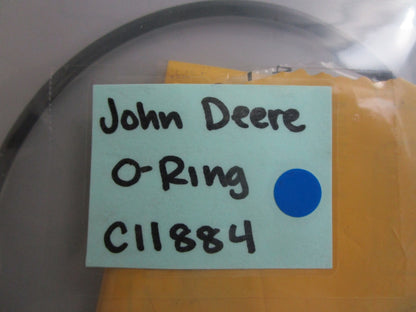 John Deere
O-Ring
C11884